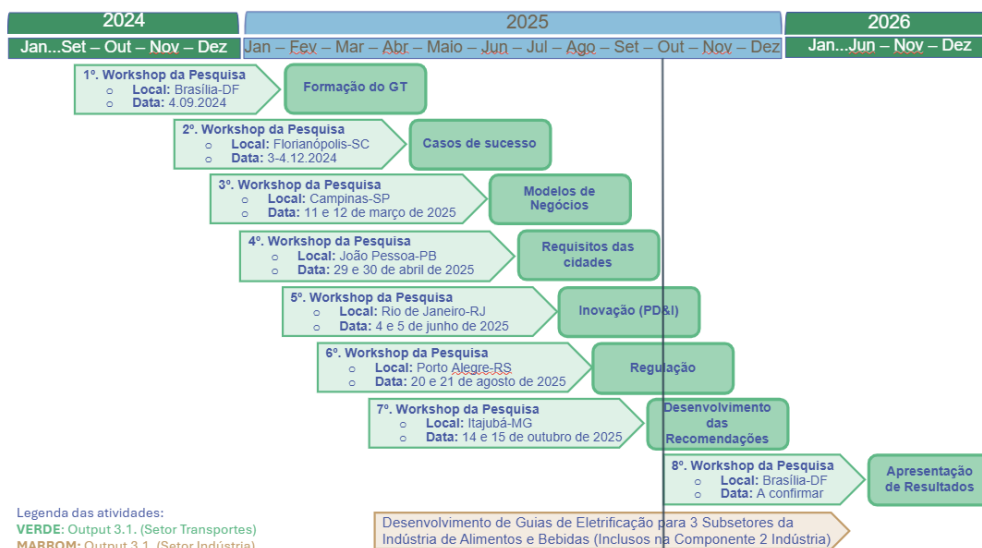 2024
2025
2026
Jan...Set – Out – Nov – Dez
Jan – Fev – Mar – Abr – Maio – Jun – Jul – Ago – Set – Out – Nov – Dez
Jan...Jun – Nov – Dez
1º. Workshop da Pesquisa
o Local: Brasília-DF
o Data: 4.09.2024
Formação do GT
2º. Workshop da Pesquisa
o Local: Florianópolis-SC
o Data: 3-4.12.2024
Casos de sucesso
3º. Workshop da Pesquisa
o Local: Campinas-SP
o Data: 11 e 12 de março de 2025
Modelos de
Negócios
4º. Workshop da Pesquisa
o Local: João Pessoa-PB
o Data: 29 e 30 de abril de 2025
Requisitos das
cidades
5º. Workshop da Pesquisa
o Local: Rio de Janeiro-RJ
o Data: 4 e 5 de junho de 2025
Inovação (PD&I)
6º. Workshop da Pesquisa
o Local: Porto Alegre-RS
o Data: 20 e 21 de agosto de 2025
Regulação
7º. Workshop da Pesquisa
o Local: Itajubá-MG
o Data: 14 e 15 de outubro de 2025
Desenvolvimento
das
Recomendações
8º. Workshop da Pesquisa
o Local: Brasília-DF
o Data: A confirmar
Apresentação
de Resultados
Legenda das atividades:
VERDE: Output 3.1. (Setor Transportes)
MARROM: Output 3.1. (Setor Indústria)
Desenvolvimento de Guias de Eletrificação para 3 Subsetores da
Indústria de Alimentos e Bebidas (Inclusos na Componente 2 Indústria)